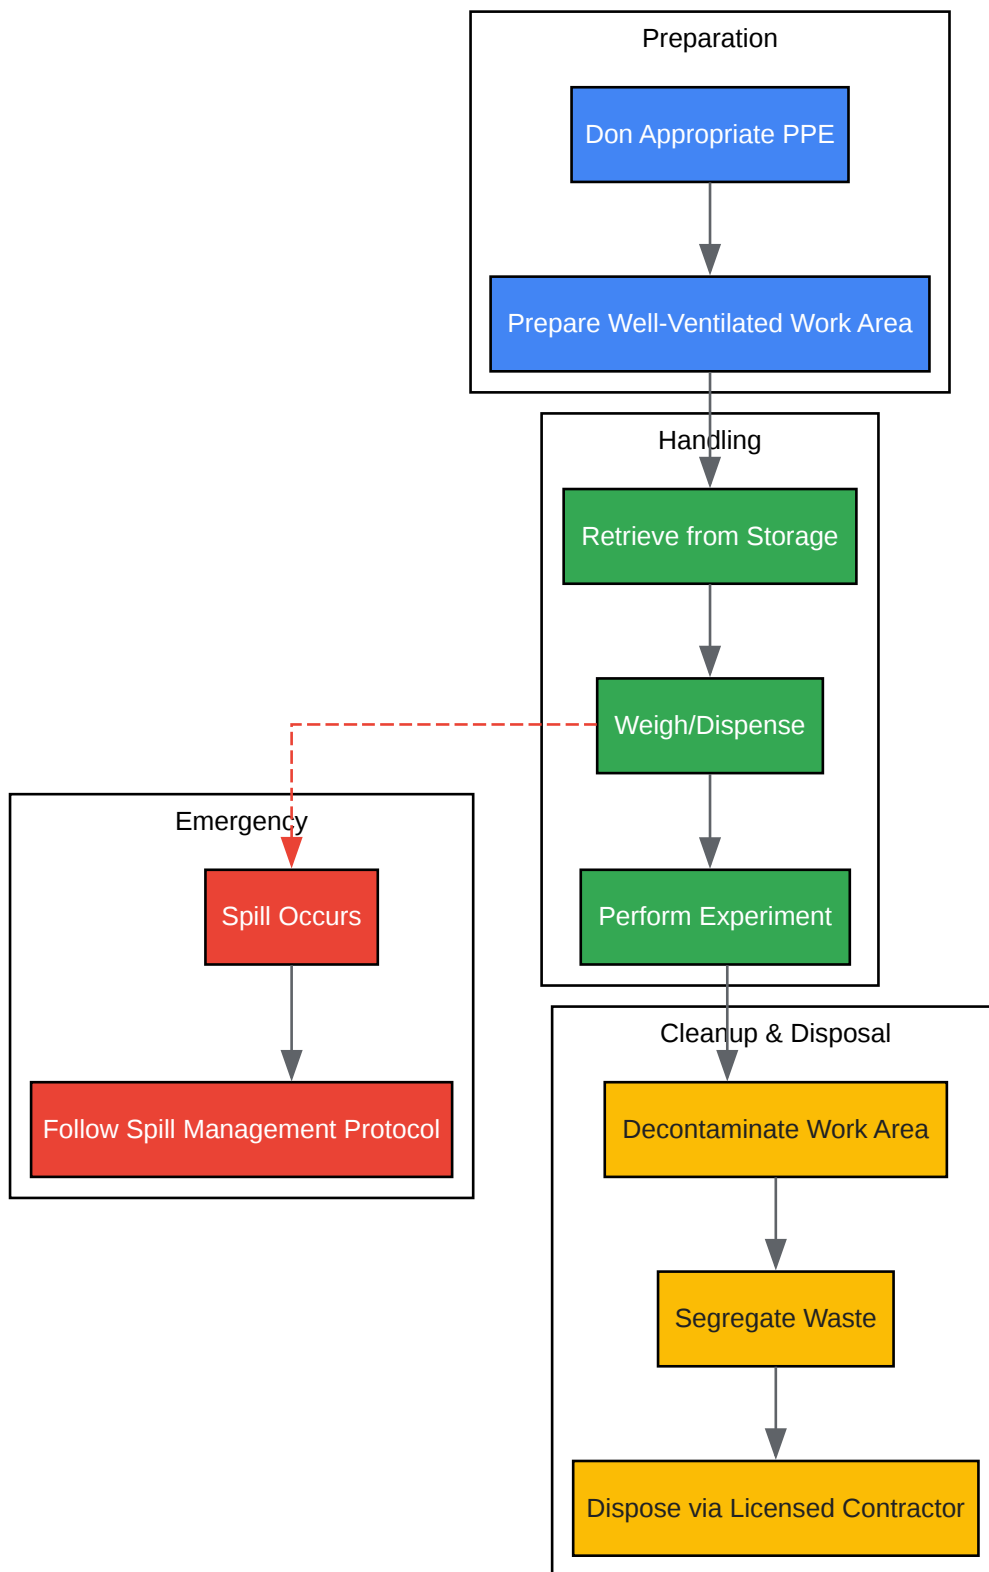 Preparation
Don Appropriate PPE
Prepare Well-Ventilated Work Area
Handling
Retrieve from Storage
Weigh/Dispense
Perform Experiment
Emergency
Spill Occurs
Follow Spill Management Protocol
Cleanup & Disposal
Decontaminate Work Area
Segregate Waste
Dispose via Licensed Contractor